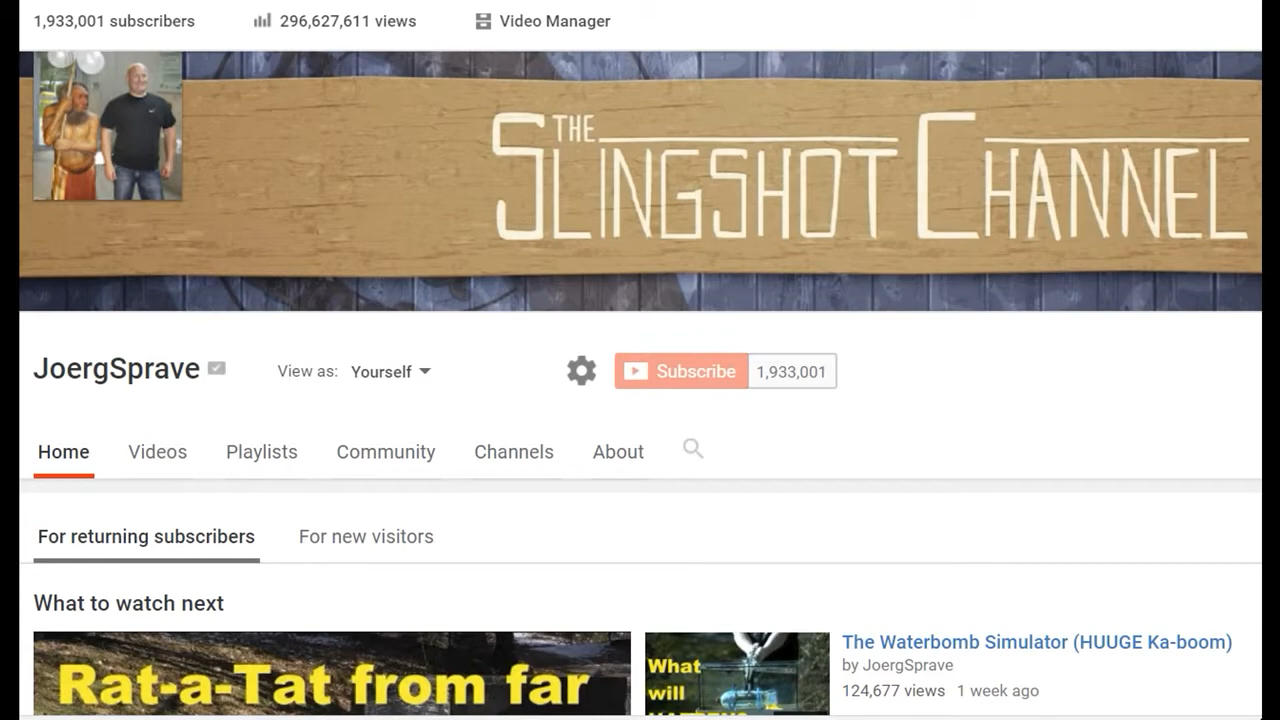 1,933,001 subscribers 296,627,611 views Video Manager
THE SLINGSHOT CHANNEL
JoergSprave View as: Yourself Subscribe 1,933,001
Home Videos Playlists Community Channels About
For returning subscribers For new visitors
What to watch next
Rat-a-Tat from far
What
will
HAPPEN?
The Waterbomb Simulator (HUUGE Ka-boom)
by JoergSprave
124,677 views 1 week ago